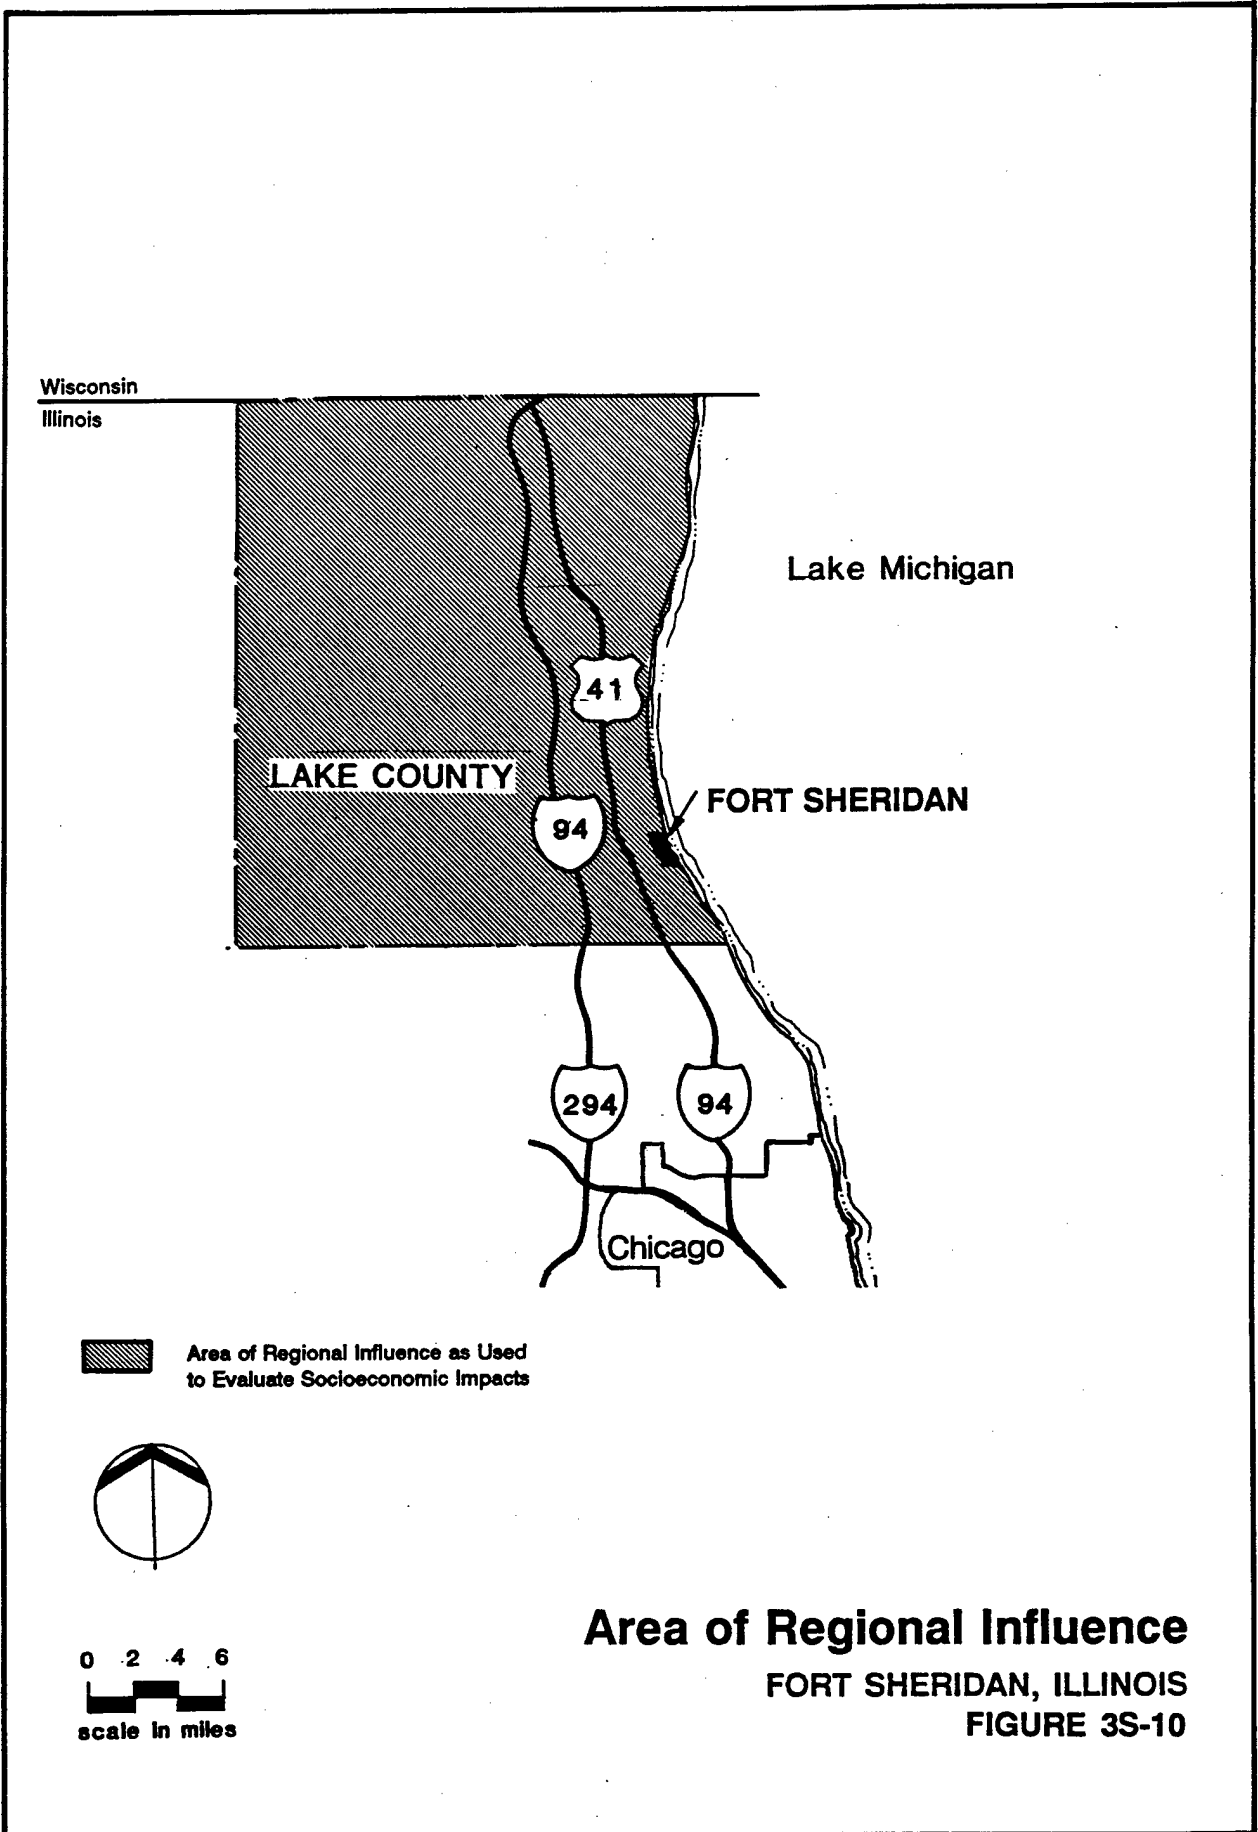 Wisconsin
Illinois
Lake Michigan
41
LAKE COUNTY
FORT SHERIDAN
94
294
94
Chicago
Area of Regional Influence as Used
to Evaluate Socioeconomic Impacts
0 2 4 6
scale in miles
Area of Regional Influence
FORT SHERIDAN, ILLINOIS
FIGURE 3S-10